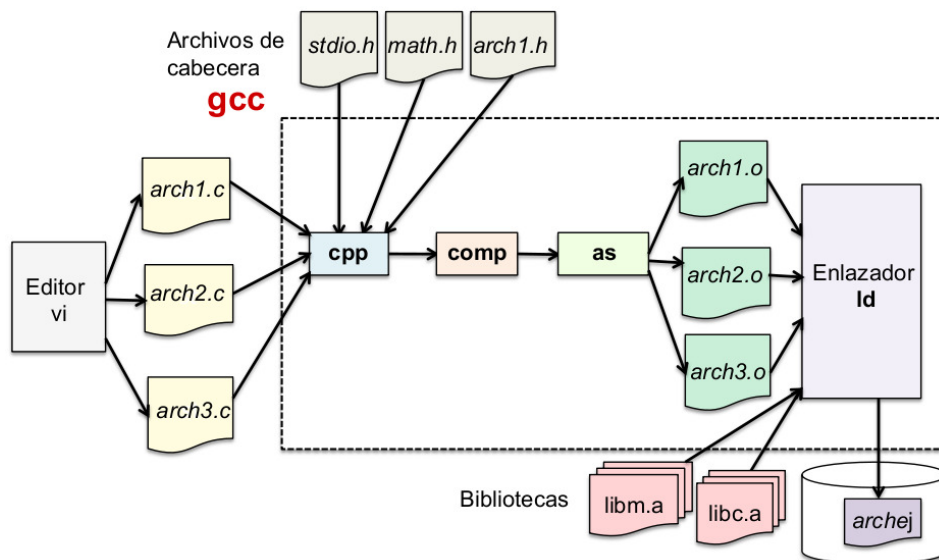 Archivos de
cabecera
gcc
stdio.h
math.h
arch1.h
arch1.c
arch2.c
arch3.c
Editor
vi
cpp
comp
as
arch1.o
arch2.o
arch3.o
Enlazador
ld
Bibliotecas
libm.a
libc.a
archej